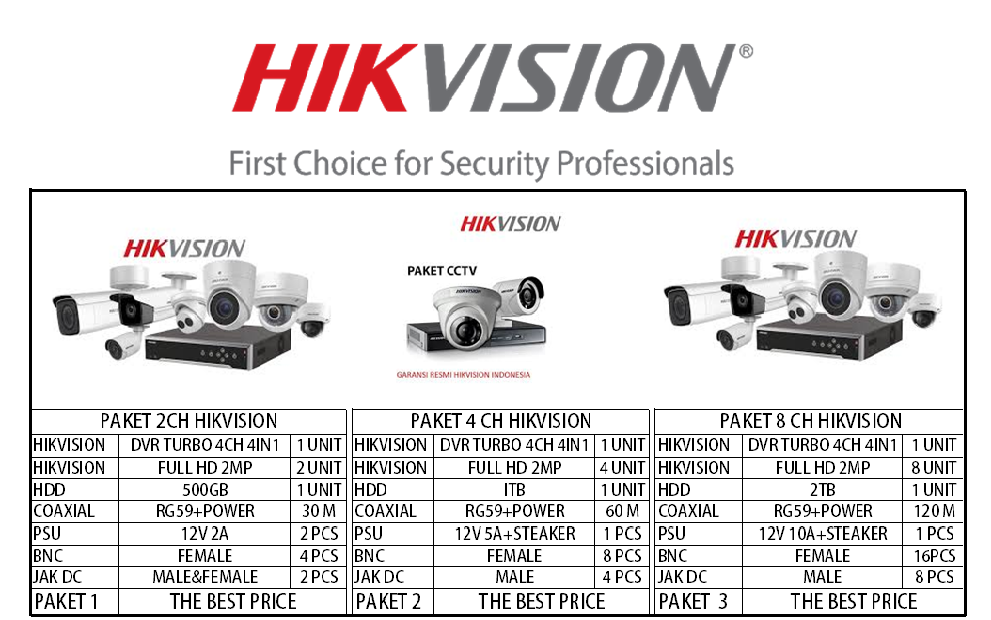 HIKVISION®
First Choice for Security Professionals
HIKVISION
HIKVISION
PAKET CCTV
GARANSI RESMI HIKVISION INDONESIA
HIKVISION
PAKET 2CH HIKVISION
HIKVISION DVR TURBO 4CH 4IN1 1 UNIT
HIKVISION FULL HD 2MP 2 UNIT
HDD 500GB 1 UNIT
COAXIAL RG59+POWER 30 M
PSU 12V 2A 2 PCS
BNC FEMALE 4 PCS
JAK DC MALE&FEMALE 2 PCS
PAKET 1 THE BEST PRICE
PAKET 4 CH HIKVISION
HIKVISION DVR TURBO 4CH 4IN1 1 UNIT
HIKVISION FULL HD 2MP 4 UNIT
HDD ITB 1 UNIT
COAXIAL RG59+POWER 60 M
PSU 12V 5A+STEAKER 1 PCS
BNC FEMALE 8 PCS
JAK DC MALE 4 PCS
PAKET 2 THE BEST PRICE
PAKET 8 CH HIKVISION
HIKVISION DVR TURBO 4CH 4IN1 1 UNIT
HIKVISION FULL HD 2MP 8 UNIT
HDD 2TB 1 UNIT
COAXIAL RG59+POWER 120 M
PSU 12V 10A+STEAKER 1 PCS
BNC FEMALE 16PCS
JAK DC MALE 8 PCS
PAKET 3 THE BEST PRICE